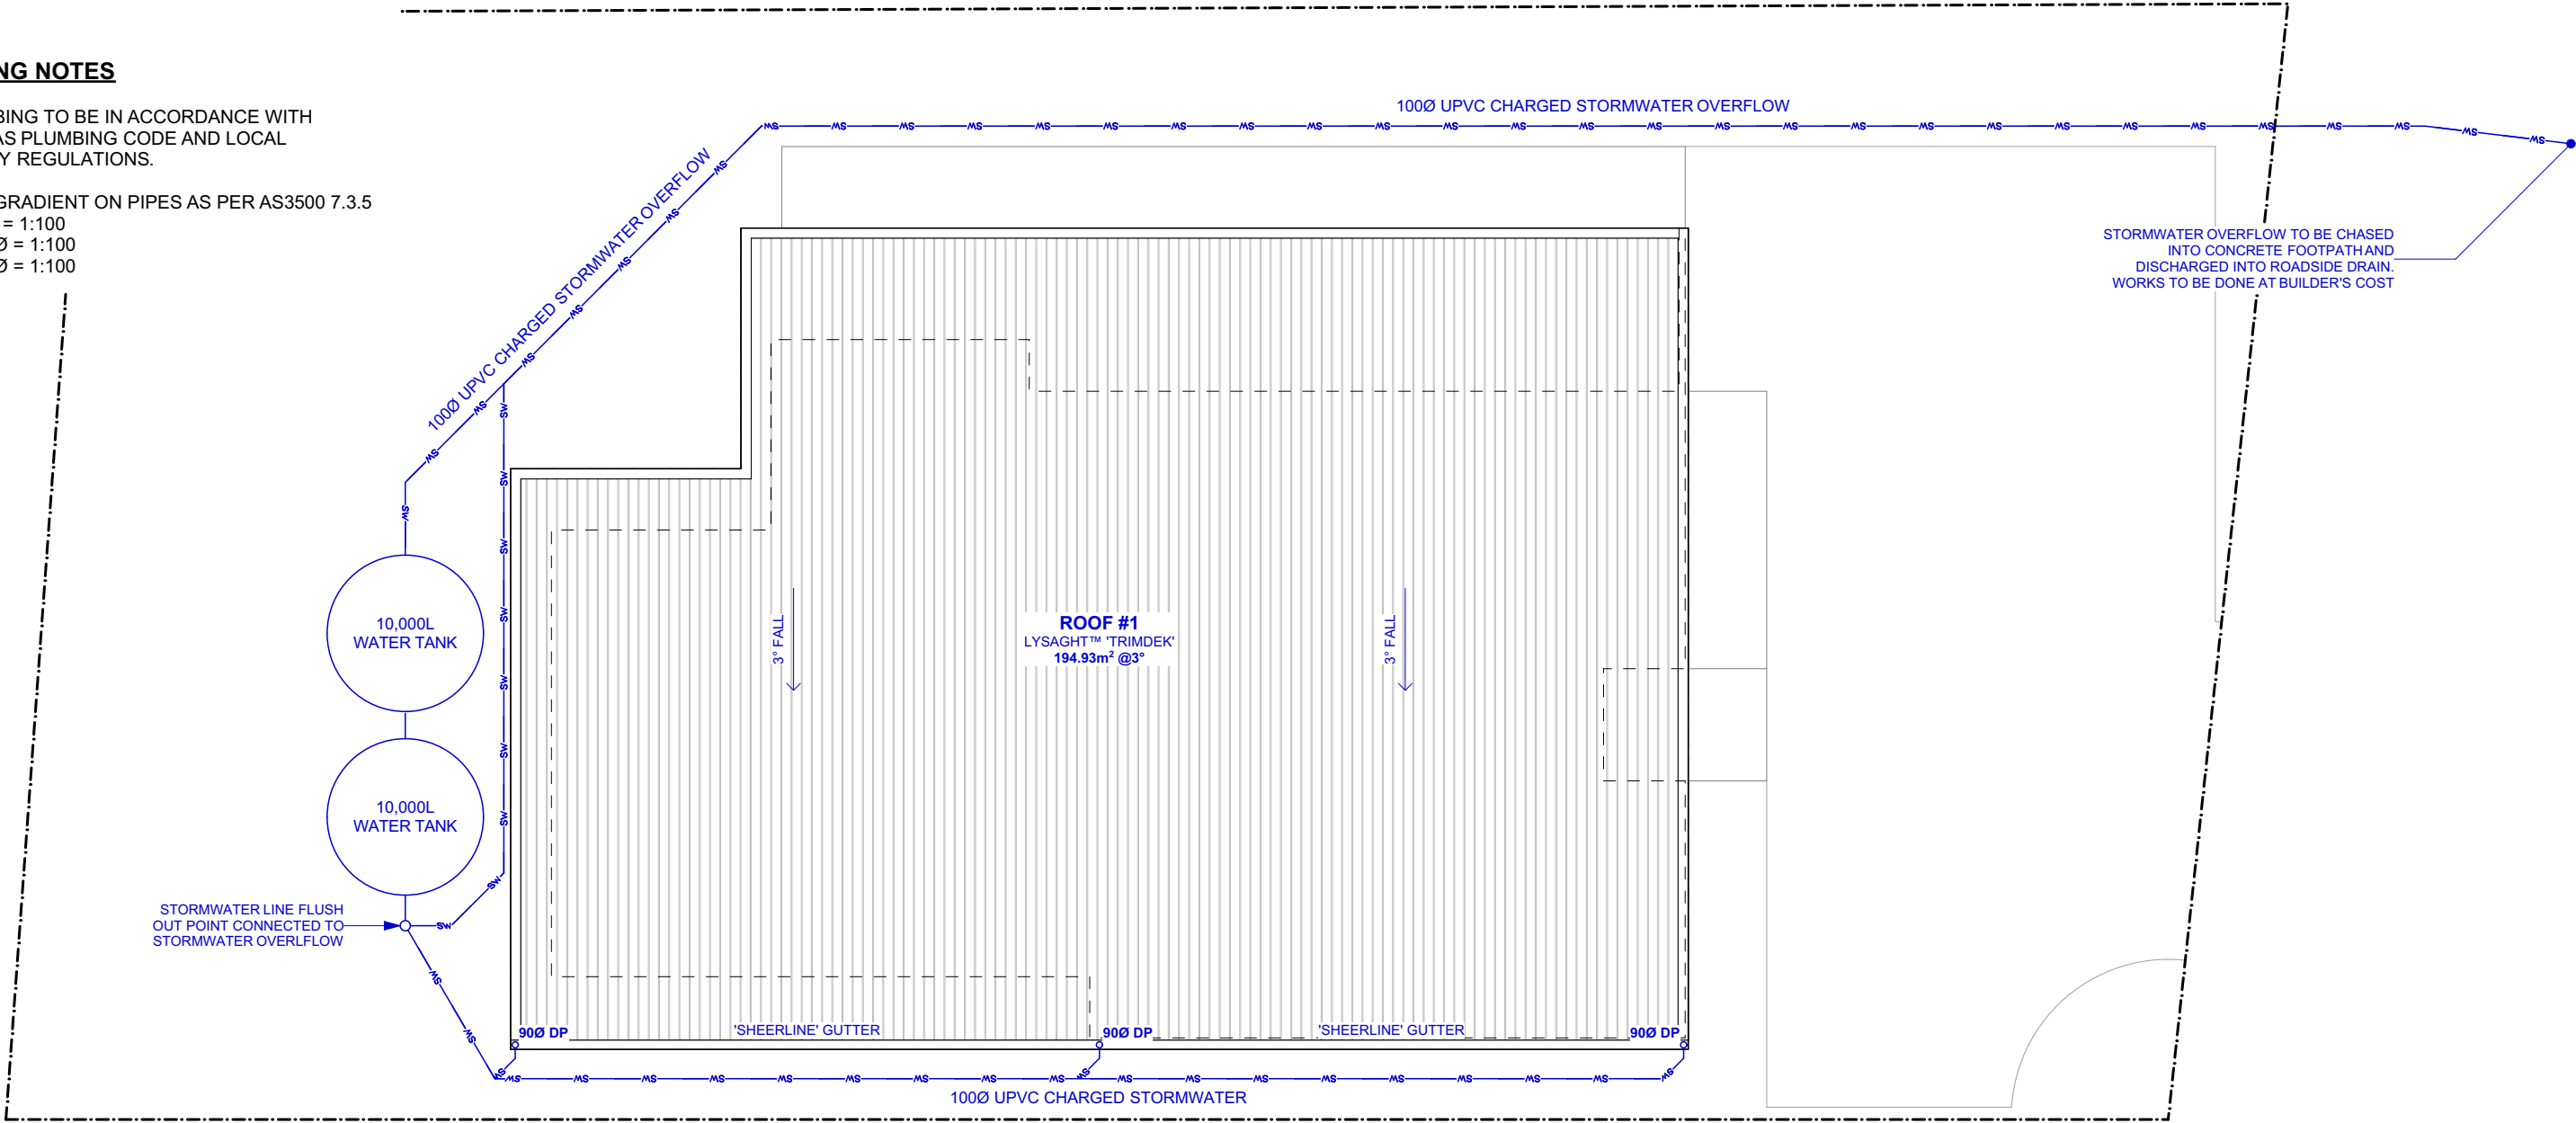 NG NOTES
BING TO BE IN ACCORDANCE WITH
AS PLUMBING CODE AND LOCAL
Y REGULATIONS.
GRADIENT ON PIPES AS PER AS3500 7.3.5
= 1:100
Ø = 1:100
Ø = 1:100
100Ø UPVC CHARGED STORMWATER OVERFLOW
100Ø UPVC CHARGED STORMWATER OVERFLOW
STORMWATER OVERFLOW TO BE CHASED
INTO CONCRETE FOOTPATH AND
DISCHARGED INTO ROADSIDE DRAIN.
WORKS TO BE DONE AT BUILDER'S COST
10,000L
WATER TANK
10,000L
WATER TANK
3° FALL
ROOF #1
LYSAGHT™ 'TRIMDEK'
194.93m² @3°
3° FALL
STORMWATER LINE FLUSH
OUT POINT CONNECTED TO
STORMWATER OVERLFLOW
90Ø DP
'SHEERLINE' GUTTER
90Ø DP
'SHEERLINE' GUTTER
90Ø DP
100Ø UPVC CHARGED STORMWATER
SW